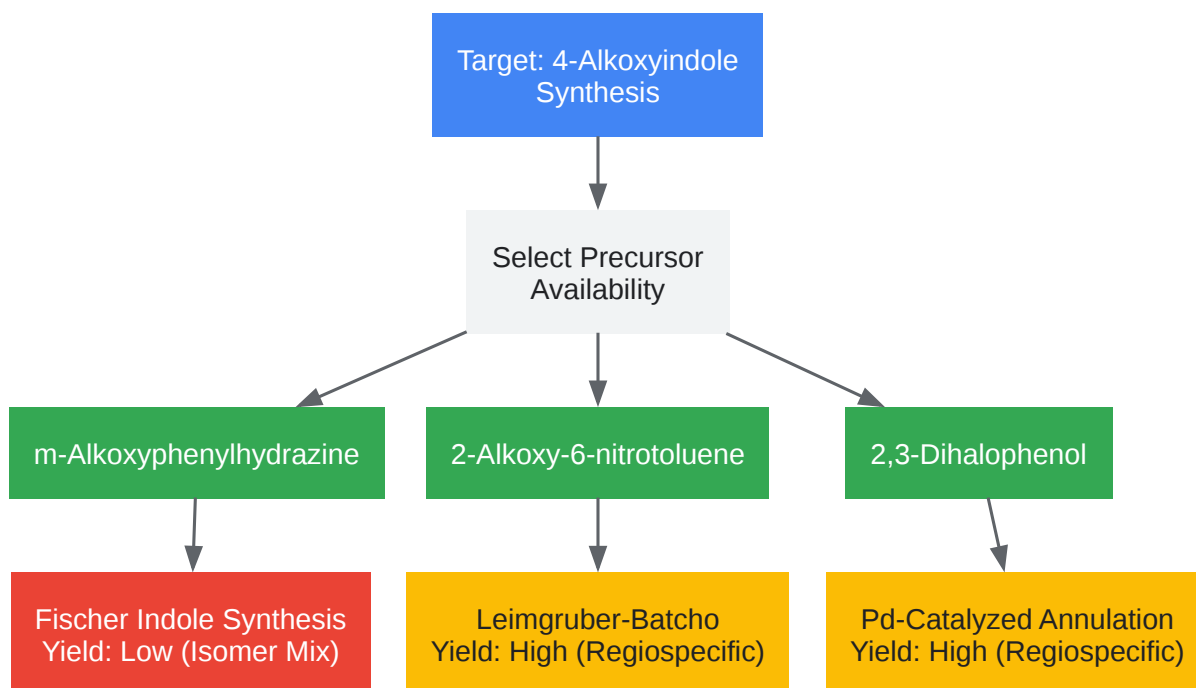 Target: 4-Alkoxyindole
Synthesis
Select Precursor
Availability
m-Alkoxyphenylhydrazine
2-Alkoxy-6-nitrotoluene
2,3-Dihalophenol
Fischer Indole Synthesis
Yield: Low (Isomer Mix)
Leimgruber-Batcho
Yield: High (Regiospecific)
Pd-Catalyzed Annulation
Yield: High (Regiospecific)